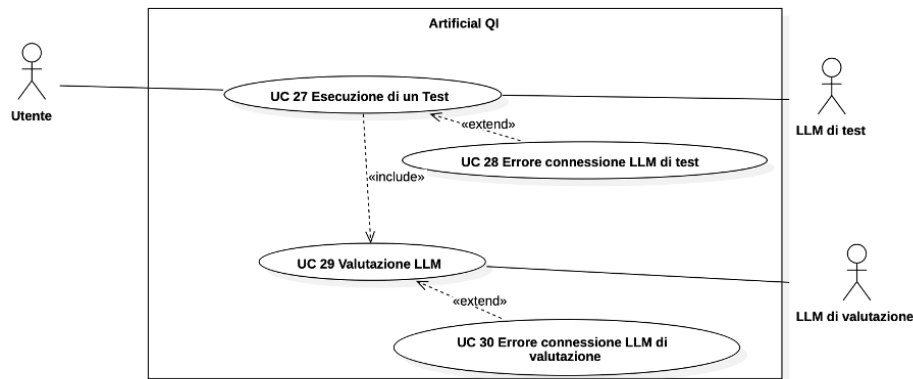 Artificial QI
Utente
UC 27 Esecuzione di un Test
LLM di test
«extend»
UC 28 Errore connessione LLM di test
«include»
UC 29 Valutazione LLM
LLM di valutazione
«extend»
UC 30 Errore connessione LLM di
valutazione